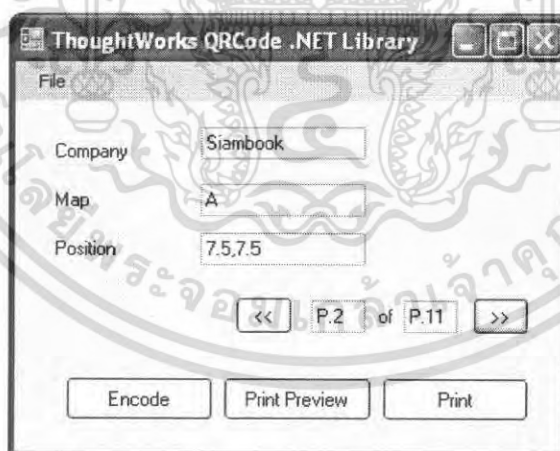 ThoughtWorks QRCode .NET Library
File
Company Siambook
Map A
Position 7.5,7.5
<< P.2 of P.11 >>
Encode Print Preview Print